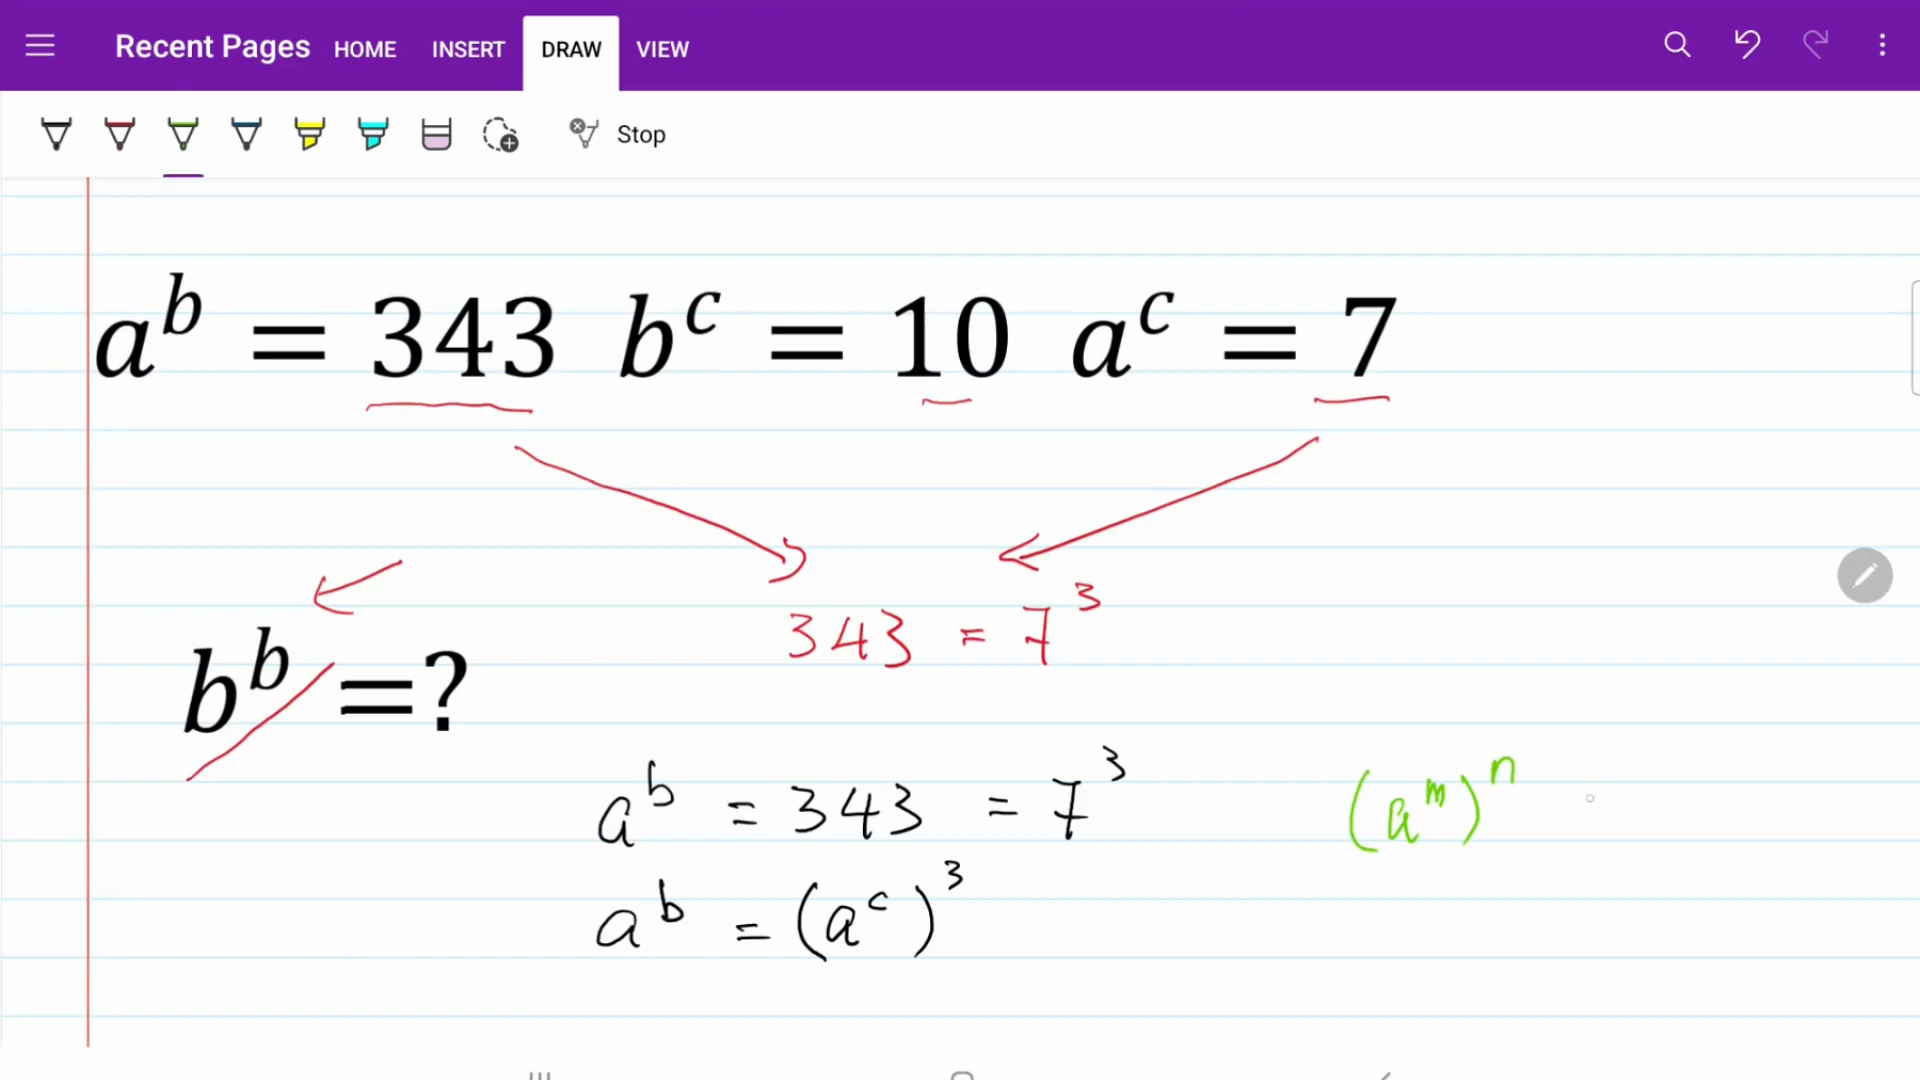 Recent Pages HOME INSERT DRAW VIEW
Stop
a^b = 343 b^c = 10 a^c = 7
343 = 7^3
b^b =?
a^b = 343 = 7^3 (a^m)^n
a^b = (a^c)^3